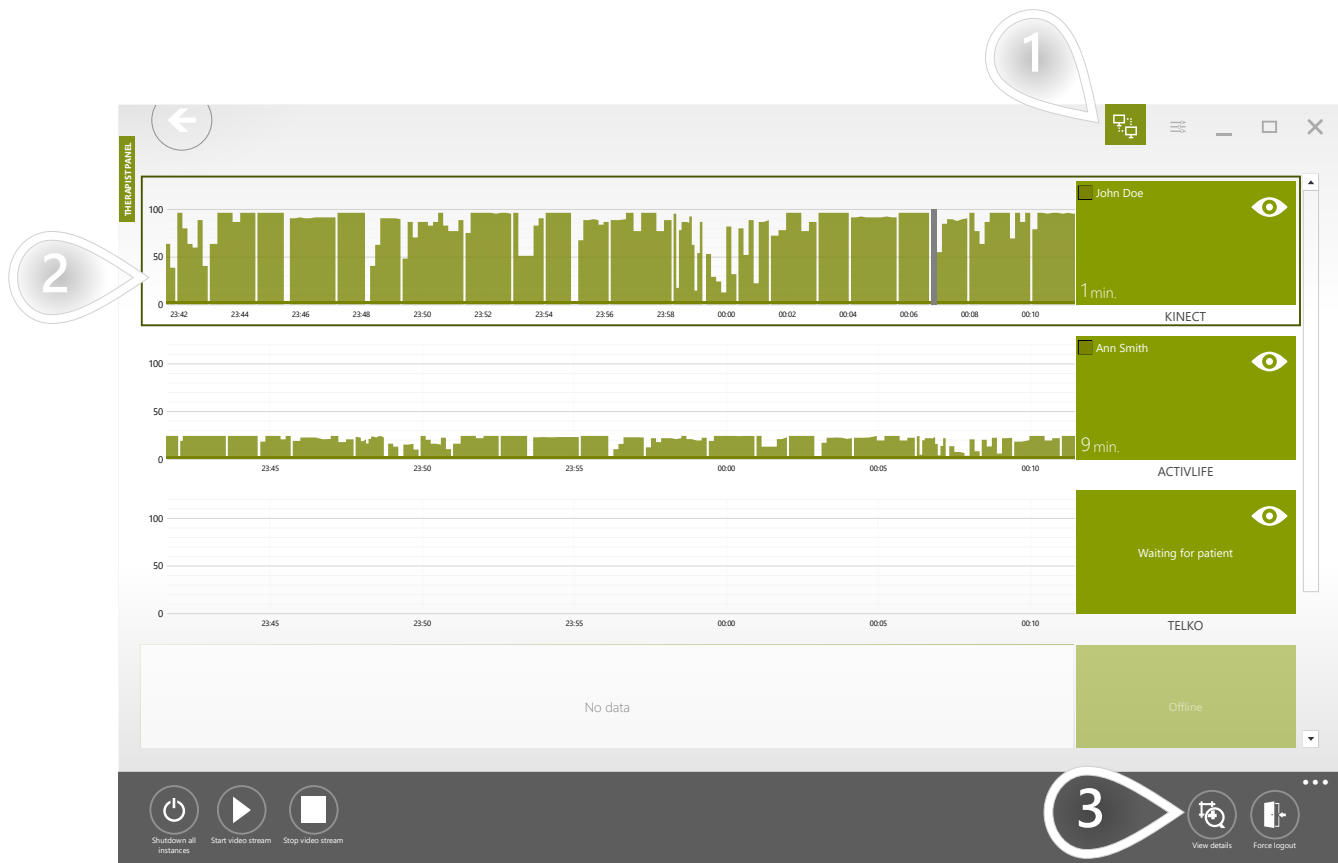 1
THERAPIST PANEL
2
John Doe
100
50
0
1 min.
23:42 23:44 23:46 23:48 23:50 23:52 23:54 23:56 23:58 00:00 00:02 00:04 00:06 00:08 00:10
KINECT
Ann Smith
100
50
0
9 min.
23:45 23:50 23:55 00:00 00:05 00:10
ACTIVLIFE
100
50
0
Waiting for patient
23:45 23:50 23:55 00:00 00:05 00:10
TELKO
No data
Offline
3
Shutdown all
instances
Start video stream
Stop video stream
View details
Force logout